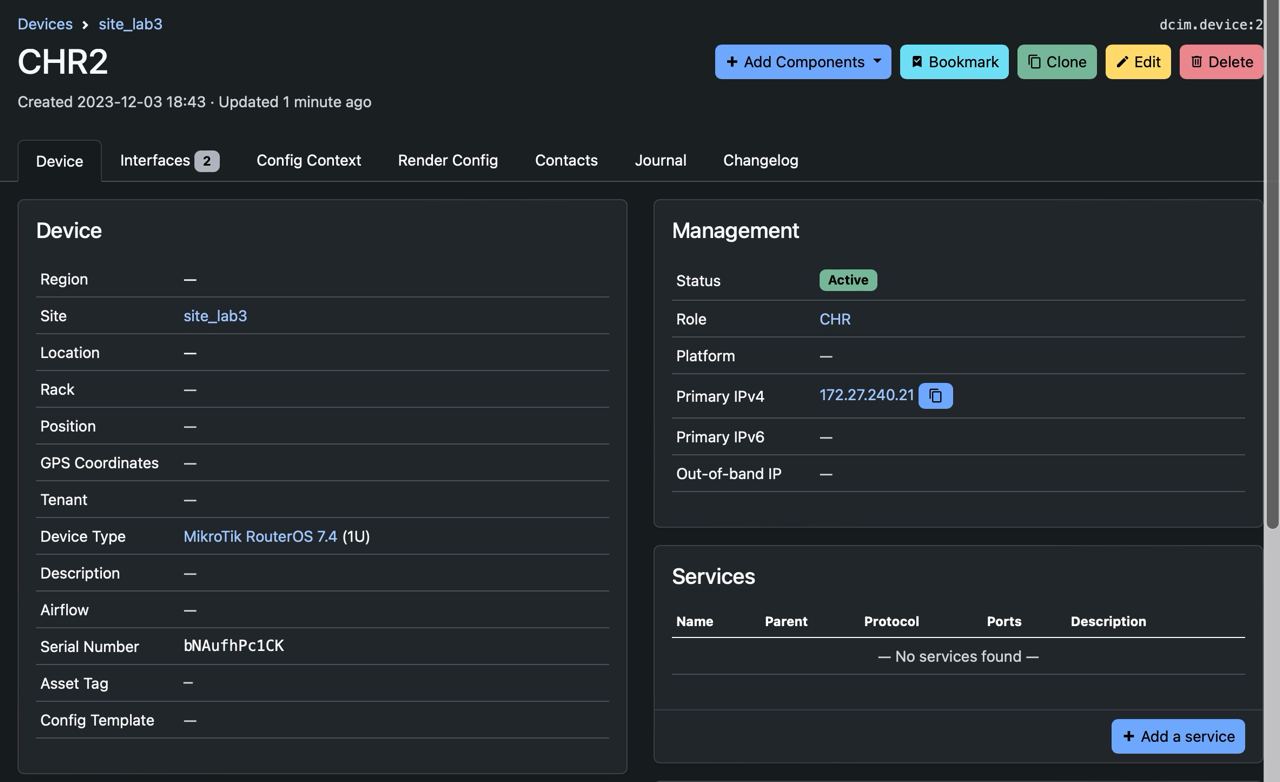 Devices > site_lab3
dcim.device:2
CHR2
+ Add Components
Bookmark
Clone
Edit
Delete
Created 2023-12-03 18:43 · Updated 1 minute ago
Device
Interfaces 2
Config Context
Render Config
Contacts
Journal
Changelog
Device
Region —
Site site_lab3
Location —
Rack —
Position —
GPS Coordinates —
Tenant —
Device Type MikroTik RouterOS 7.4 (1U)
Description —
Airflow —
Serial Number bNAufhPc1CK
Asset Tag —
Config Template —
Management
Status Active
Role CHR
Platform —
Primary IPv4 172.27.240.21
Primary IPv6 —
Out-of-band IP —
Services
Name Parent Protocol Ports Description
— No services found —
+ Add a service